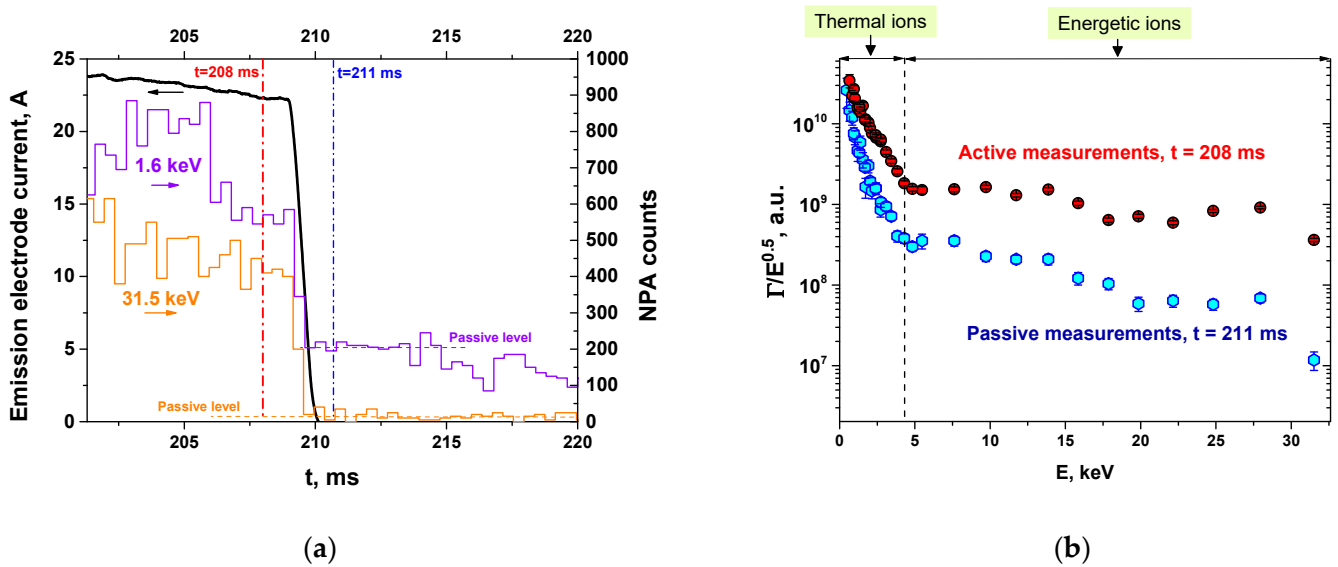 205 210 215 220
25 1000
t=208 ms t=211 ms
900
20 800
1.6 keV
700
15 600
500
10 31.5 keV 400
300
5 Passive level 200
100
Passive level
0 0
205 210 215 220
Emission electrode current, A
NPA counts
t, ms
(a)
Thermal ions Energetic ions
10^10
Active measurements, t = 208 ms
10^9
10^8
Passive measurements, t = 211 ms
10^7
Γ/E^0.5, a.u.
0 5 10 15 20 25 30
E, keV
(b)